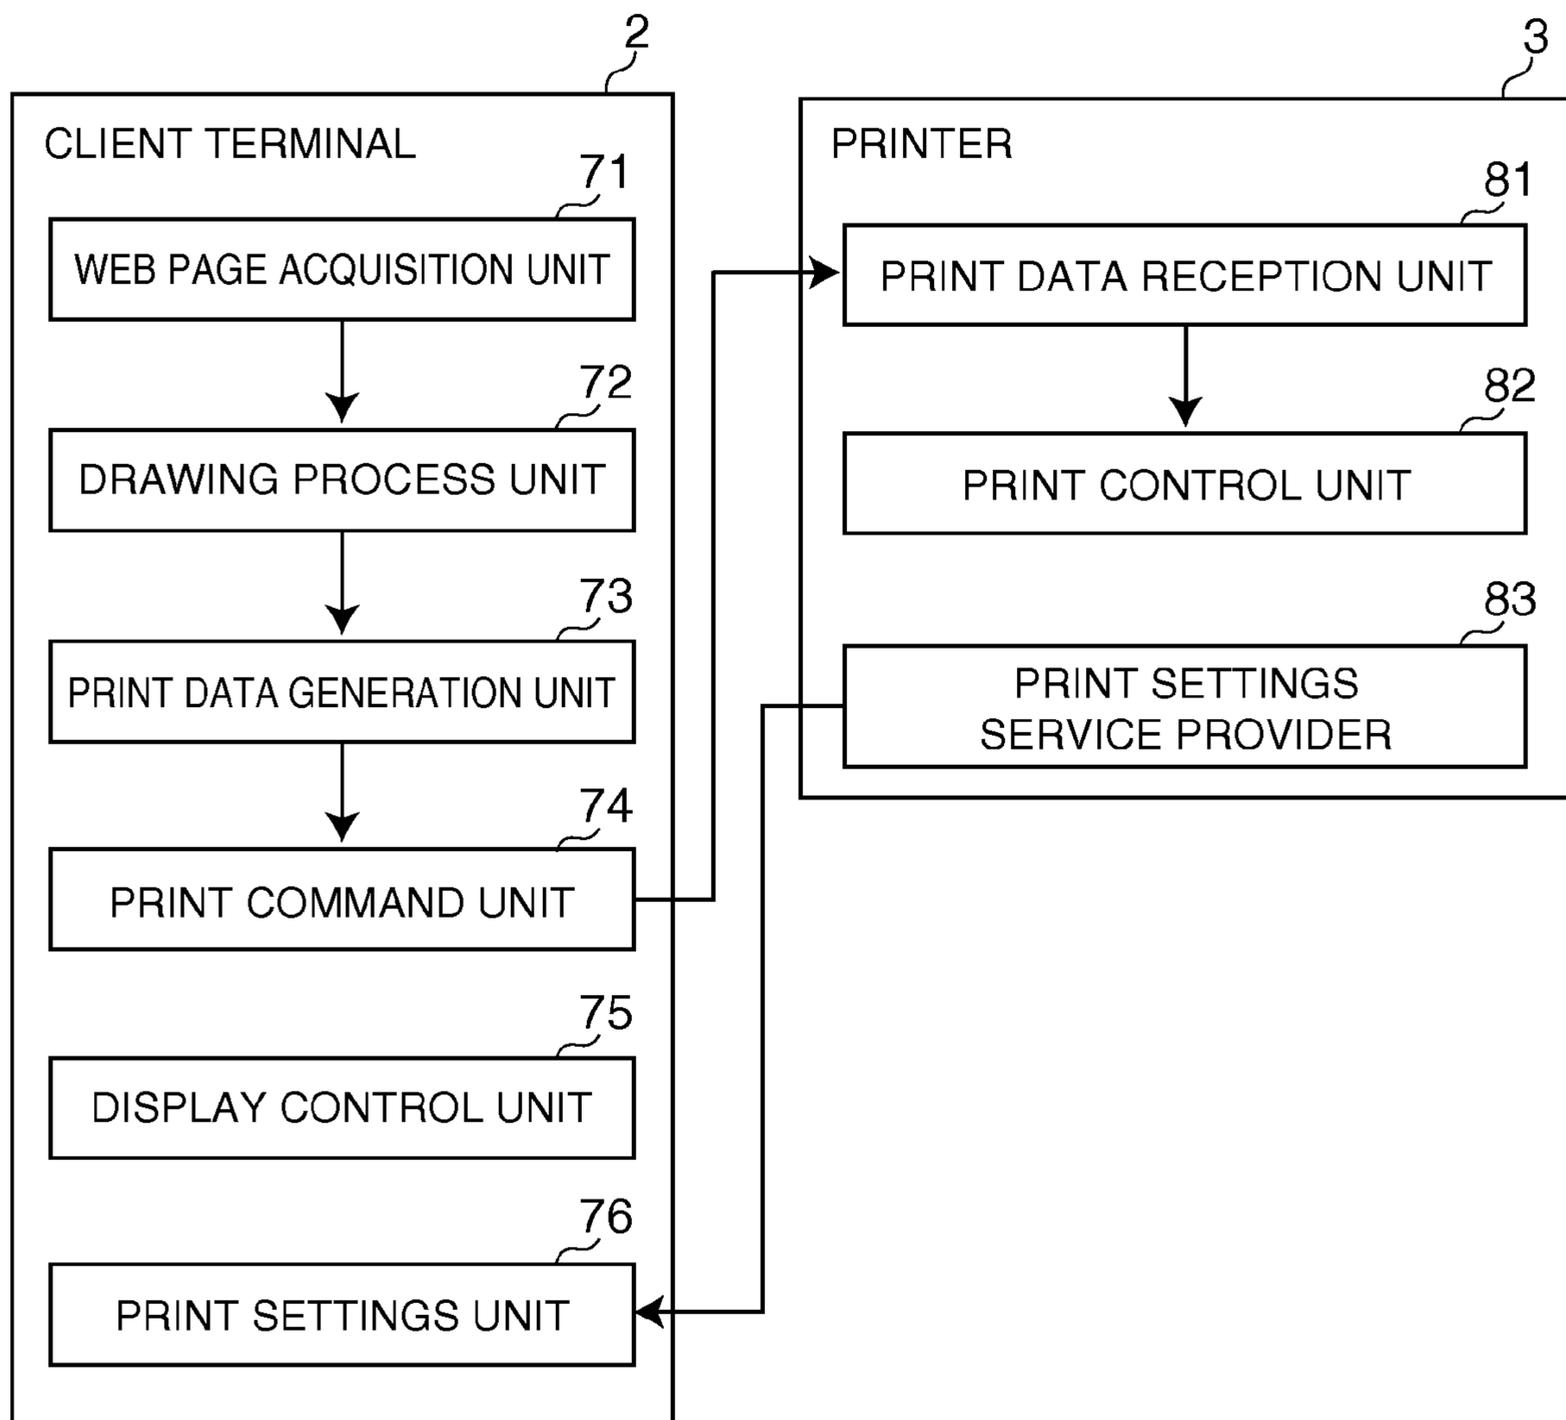 2
CLIENT TERMINAL
71
WEB PAGE ACQUISITION UNIT
72
DRAWING PROCESS UNIT
73
PRINT DATA GENERATION UNIT
74
PRINT COMMAND UNIT
75
DISPLAY CONTROL UNIT
76
PRINT SETTINGS UNIT
3
PRINTER
81
PRINT DATA RECEPTION UNIT
82
PRINT CONTROL UNIT
83
PRINT SETTINGS
SERVICE PROVIDER